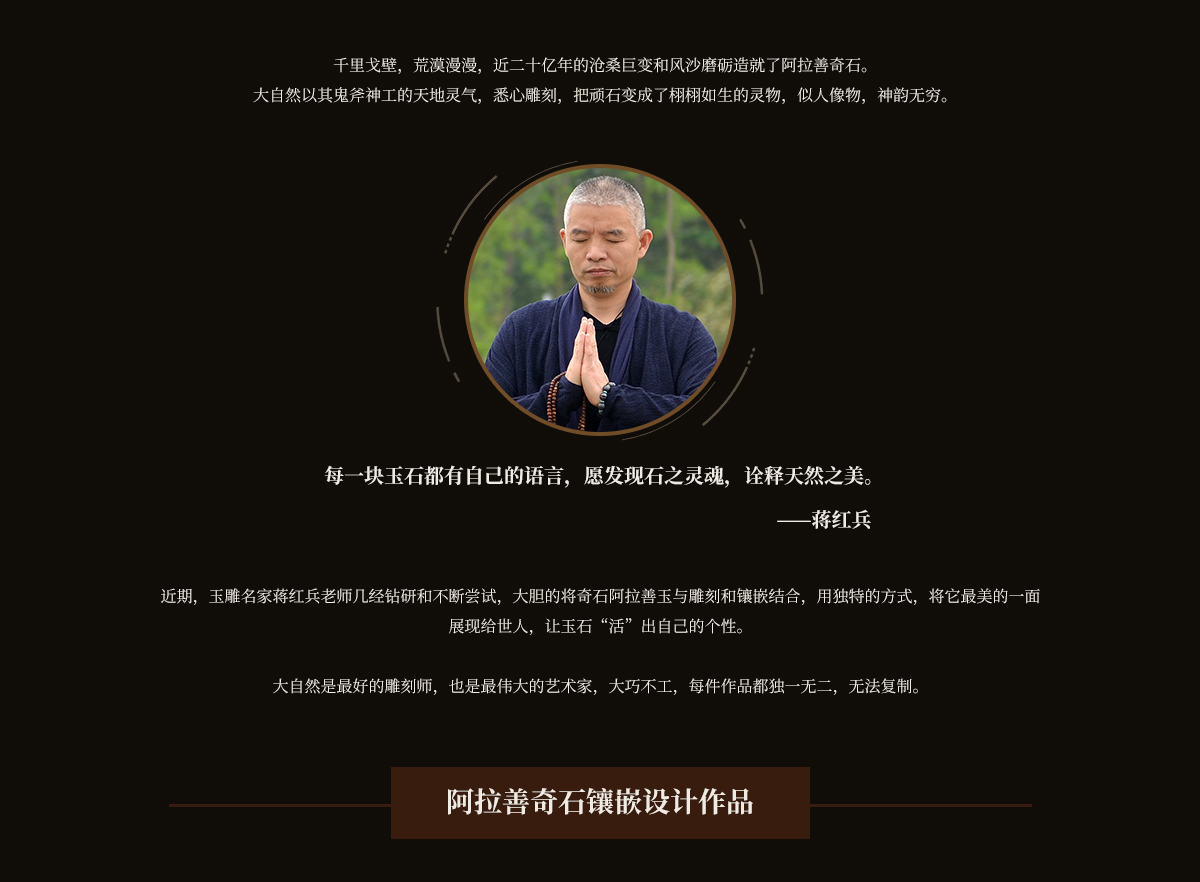 千里戈壁，荒漠漫漫，近二十亿年的沧桑巨变和风沙磨砺造就了阿拉善奇石。
大自然以其鬼斧神工的天地灵气，悉心雕刻，把顽石变成了栩栩如生的灵物，似人像物，神韵无穷。
每一块玉石都有自己的语言，愿发现石之灵魂，诠释天然之美。
——蒋红兵
近期，玉雕名家蒋红兵老师几经钻研和不断尝试，大胆的将奇石阿拉善玉与雕刻和镶嵌结合，用独特的方式，将它最美的一面
展现给世人，让玉石“活”出自己的个性。
大自然是最好的雕刻师，也是最伟大的艺术家，大巧不工，每件作品都独一无二，无法复制。
阿拉善奇石镶嵌设计作品